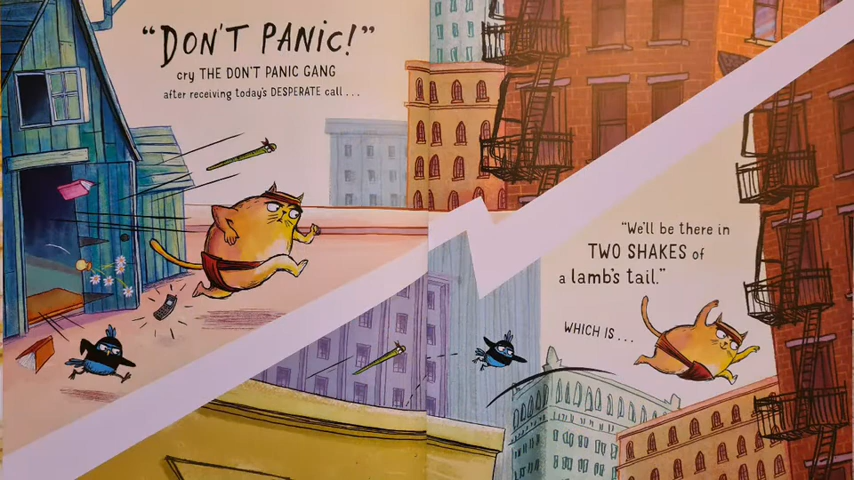 "DON'T PANIC!"
cry THE DON'T PANIC GANG
after receiving today's DESPERATE call...
"We'll be there in
TWO SHAKES of
a lamb's tail."
WHICH IS...